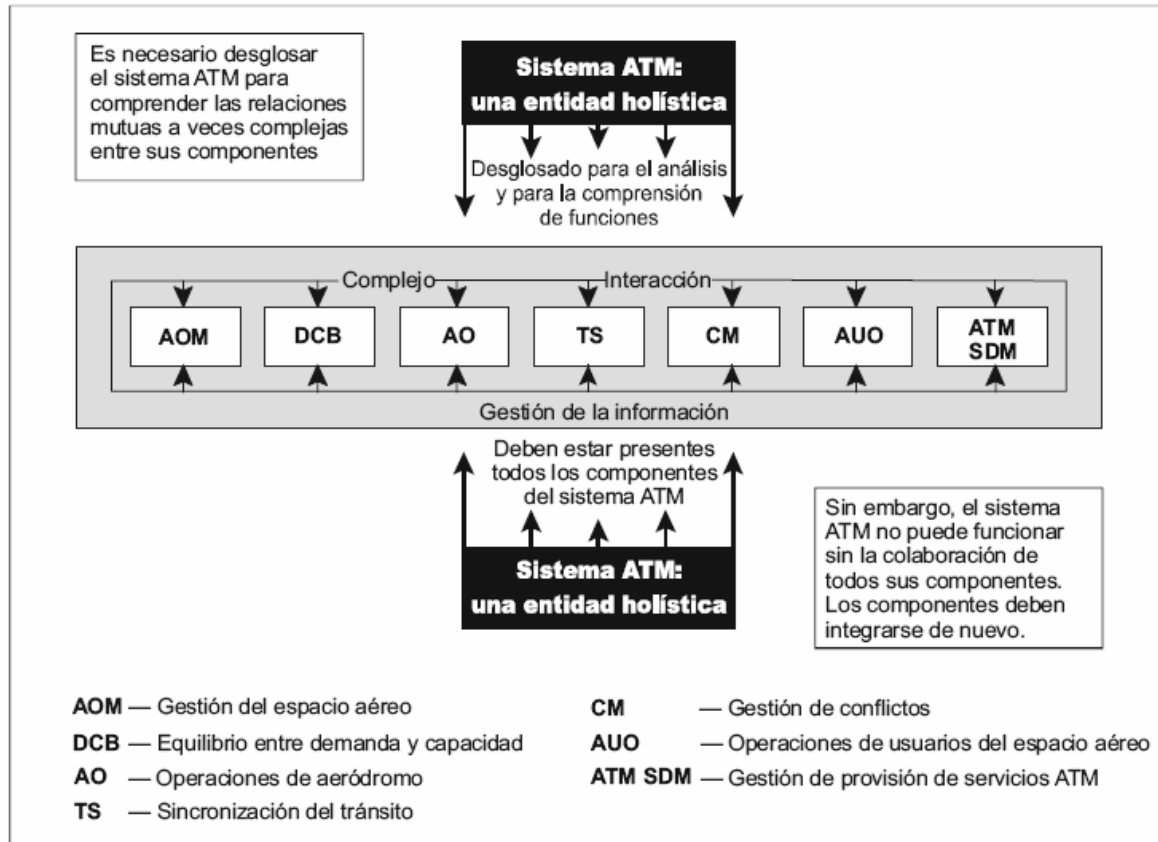 Es necesario desglosar
el sistema ATM para
comprender las relaciones
mutuas a veces complejas
entre sus componentes
Sistema ATM:
una entidad holística
Desglosado para el análisis
y para la comprensión
de funciones
Complejo
Interacción
AOM
DCB
AO
TS
CM
AUO
ATM
SDM
Gestión de la información
Deben estar presentes
todos los componentes
del sistema ATM
Sistema ATM:
una entidad holística
Sin embargo, el sistema
ATM no puede funcionar
sin la colaboración de
todos sus componentes.
Los componentes deben
integrarse de nuevo.
AOM — Gestión del espacio aéreo
DCB — Equilibrio entre demanda y capacidad
AO — Operaciones de aeródromo
TS — Sincronización del tránsito
CM — Gestión de conflictos
AUO — Operaciones de usuarios del espacio aéreo
ATM SDM — Gestión de provisión de servicios ATM